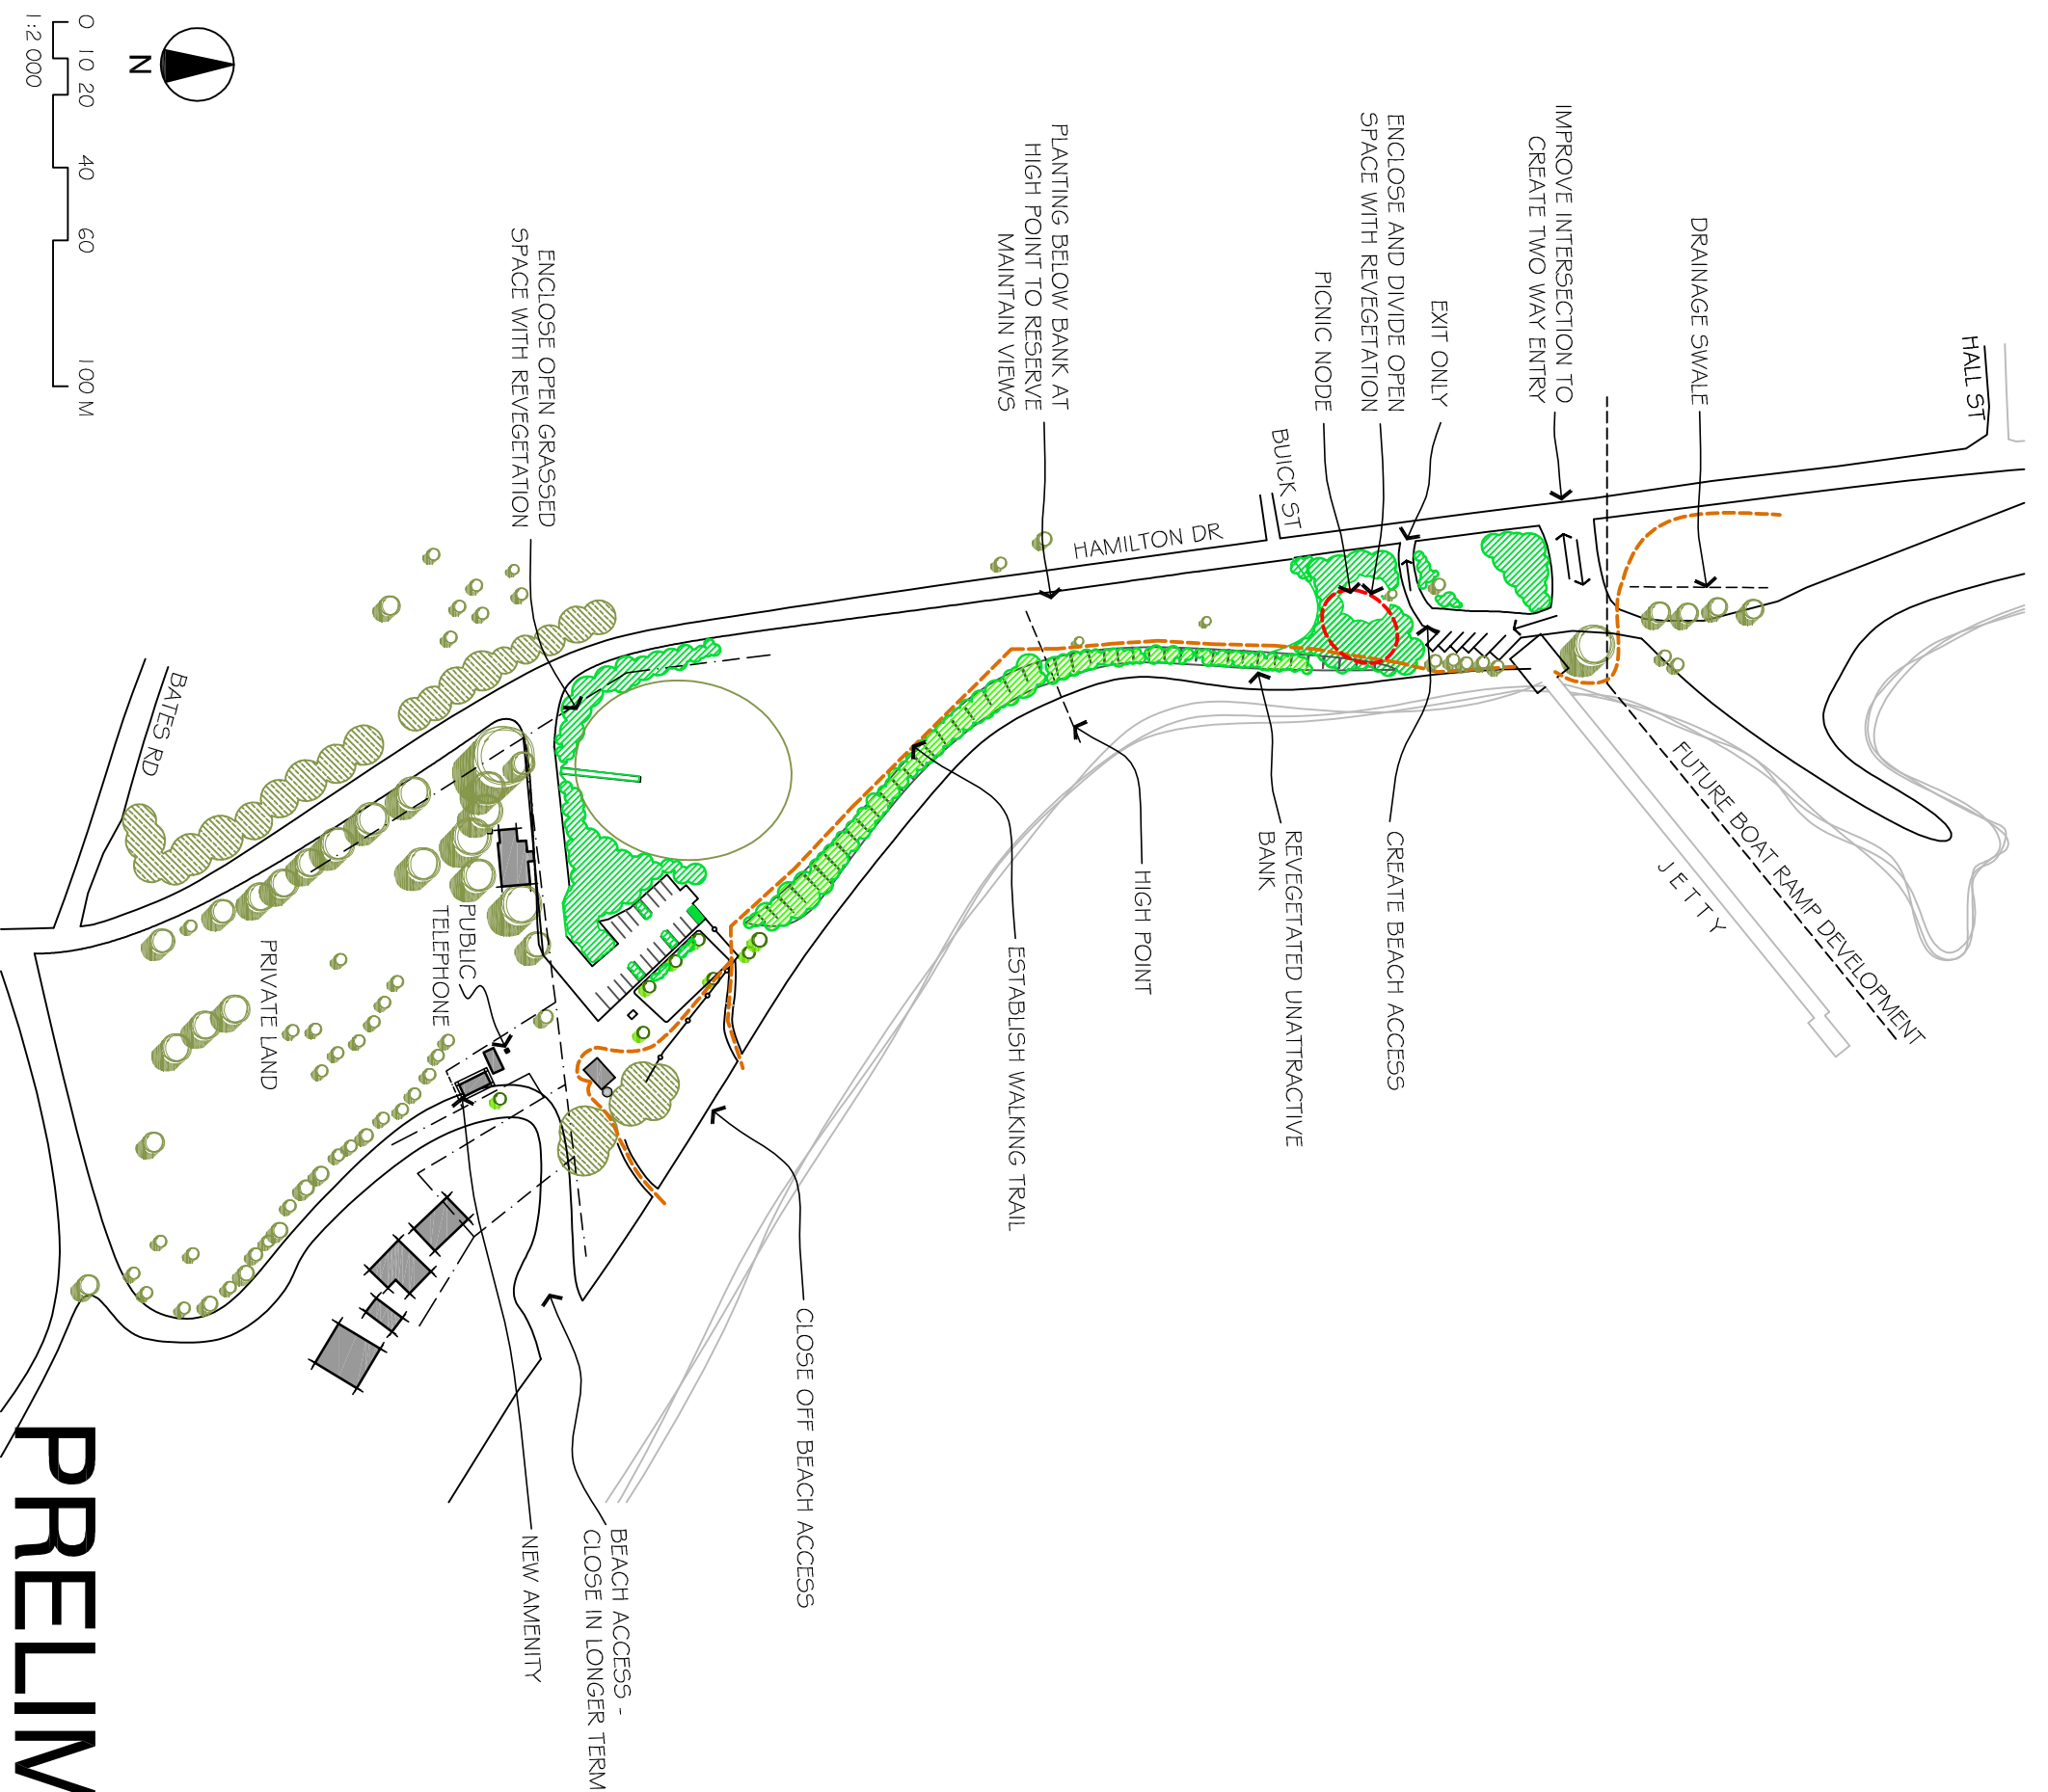 HALL ST
DRAINAGE SWALE
IMPROVE INTERSECTION TO
CREATE TWO WAY ENTRY
EXIT ONLY
ENCLOSE AND DIVIDE OPEN
SPACE WITH REVEGETATION
PICNIC NODE
BUICK ST
HAMILTON DR
PLANTING BELOW BANK AT
HIGH POINT TO RESERVE
MAINTAIN VIEWS
ENCLOSE OPEN GRASSED
SPACE WITH REVEGETATION
BATES RD
N
0 10 20 40 60 100 M
1:2 000
FUTURE BOAT RAMP DEVELOPMENT
JETTY
CREATE BEACH ACCESS
REVEGETATED UNATTRACTIVE
BANK
HIGH POINT
ESTABLISH WALKING TRAIL
PUBLIC
TELEPHONE
PRIVATE LAND
CLOSE OFF BEACH ACCESS
BEACH ACCESS -
CLOSE IN LONGER TERM
NEW AMENITY